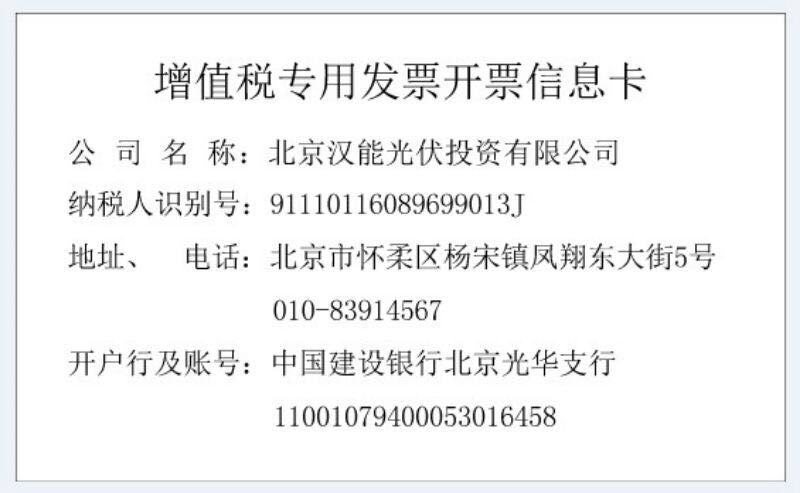 增值税专用发票开票信息卡
公 司 名 称：北京汉能光伏投资有限公司
纳税人识别号：91110116089699013J
地址、 电话：北京市怀柔区杨宋镇凤翔东大街5号
010-83914567
开户行及账号：中国建设银行北京光华支行
11001079400053016458